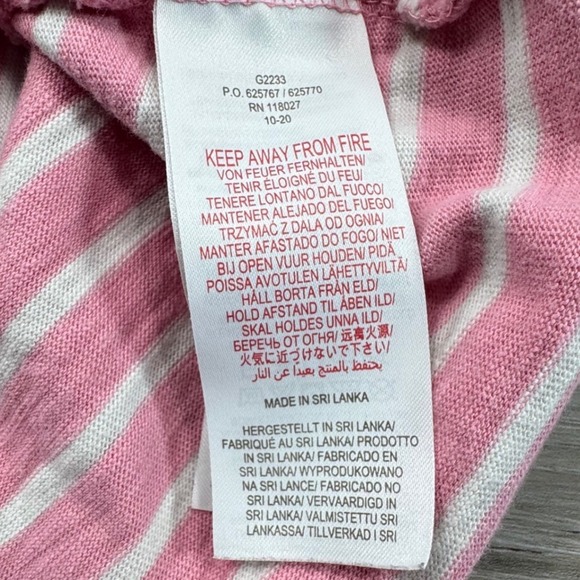 G2233
P.O. 625767 / 625770
RN 118027
10-20
KEEP AWAY FROM FIRE
VON FEUER FERNHALTEN/
TENIR ÉLOIGNÉ DU FEU/
TENERE LONTANO DAL FUOCO/
MANTENER ALEJADO DEL FUEGO/
TRZYMAĆ Z DALA OD OGNIA/
MANTER AFASTADO DO FOGO/ NIET
BIJ OPEN VUUR HOUDEN/ PIDÄ
POISSA AVOTULEN LÄHETTYVILTÄ/
HÅLL BORTA FRÅN ELD/
HOLD AFSTAND TIL ÅBEN ILD/
SKAL HOLDES UNNA ILD/
БЕРЕЧЬ ОТ ОГНЯ/ 远离火源/
火気に近づけないで下さい/
يحتفظ بالمنتج بعيداً عن النار/
MADE IN SRI LANKA
HERGESTELLT IN SRI LANKA/
FABRIQUÉ AU SRI LANKA/ PRODOTTO
IN SRI LANKA/ FABRICADO EN
SRI LANKA/ WYPRODUKOWANO
NA SRI LANCE/ FABRICADO NA
SRI LANKA/ VERVAARDIGD IN
SRI LANKA/ VALMISTETTU SRI
LANKASSA/ TILLVERKAD I SRI